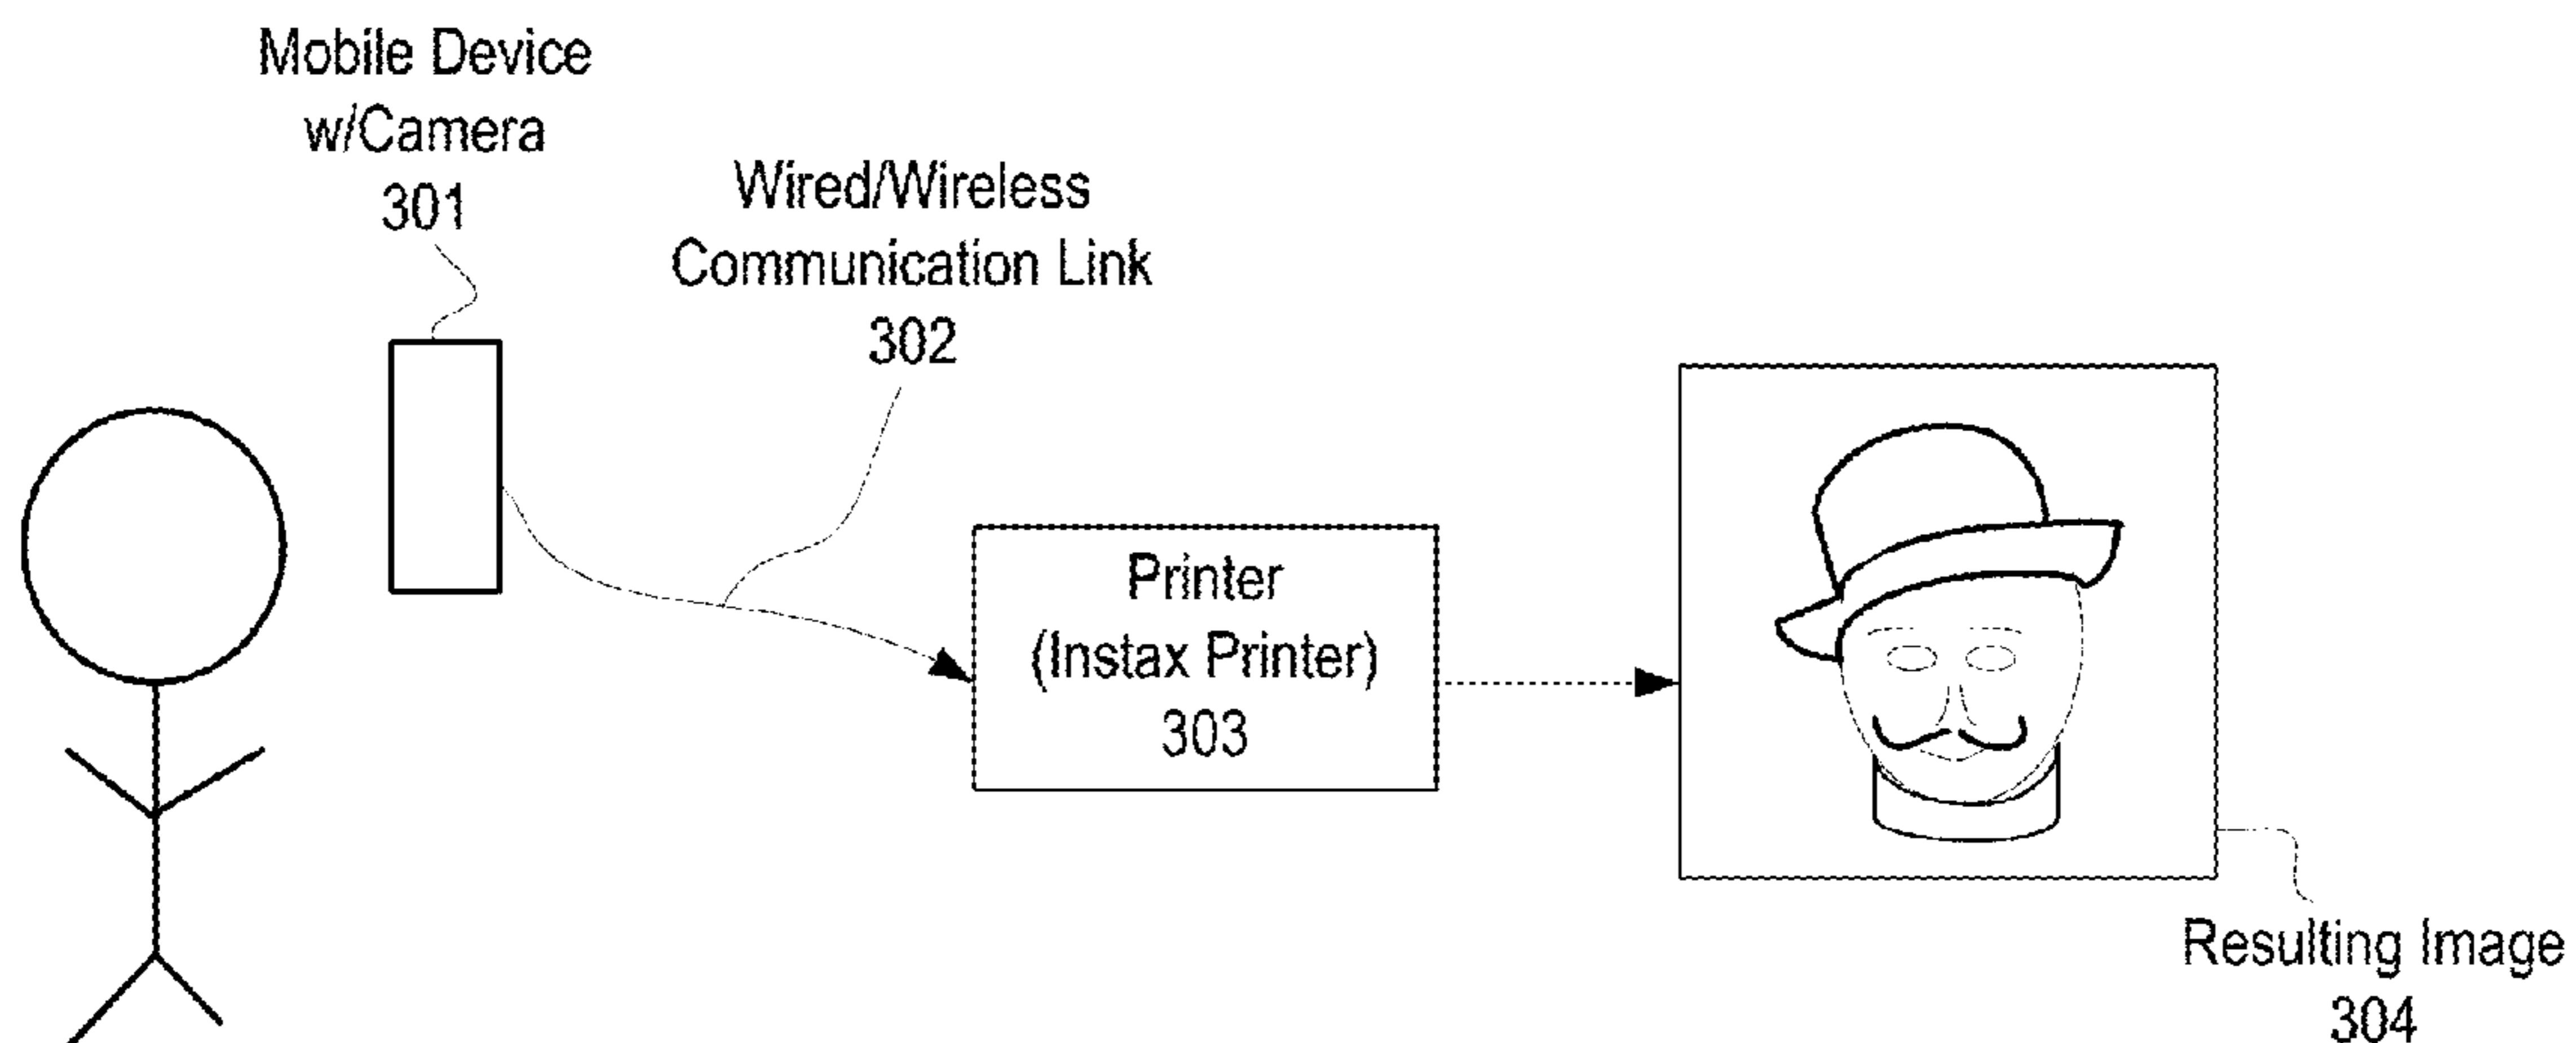 Mobile Device
w/Camera
301
Wired/Wireless
Communication Link
302
Printer
(Instax Printer)
303
Resulting Image
304